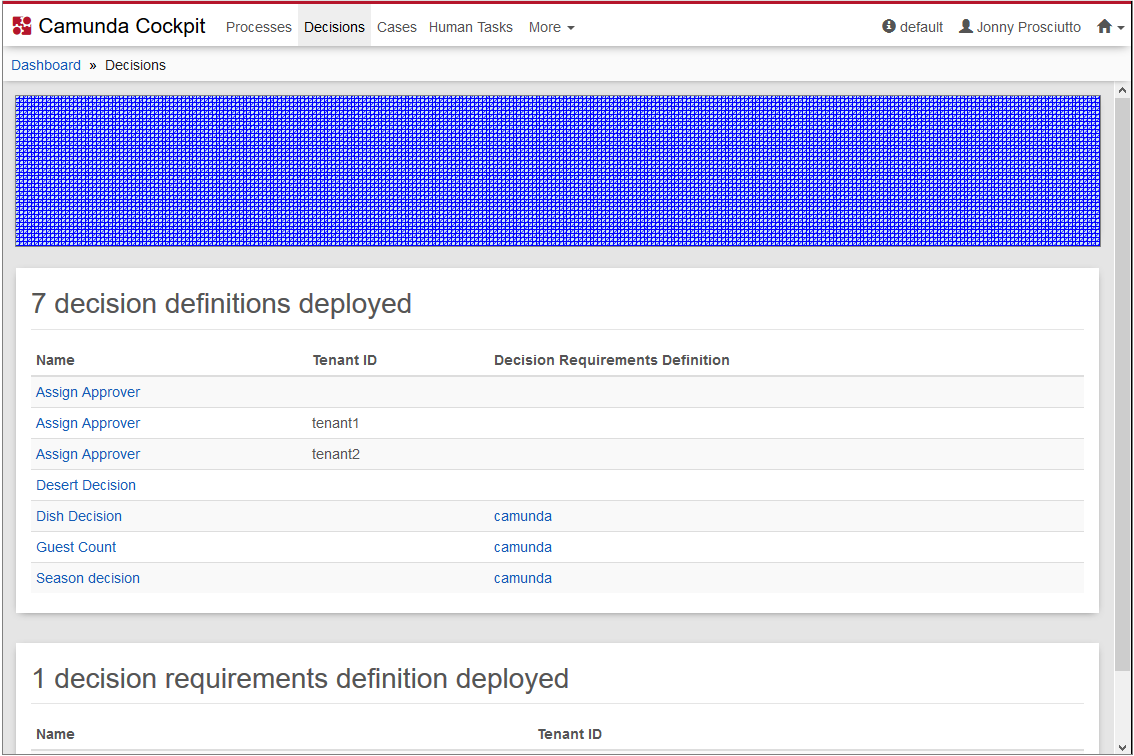 Camunda Cockpit Processes Decisions Cases Human Tasks More default Jonny Prosciutto
Dashboard » Decisions
7 decision definitions deployed
Name Tenant ID Decision Requirements Definition
Assign Approver
Assign Approver tenant1
Assign Approver tenant2
Desert Decision
Dish Decision camunda
Guest Count camunda
Season decision camunda
1 decision requirements definition deployed
Name Tenant ID